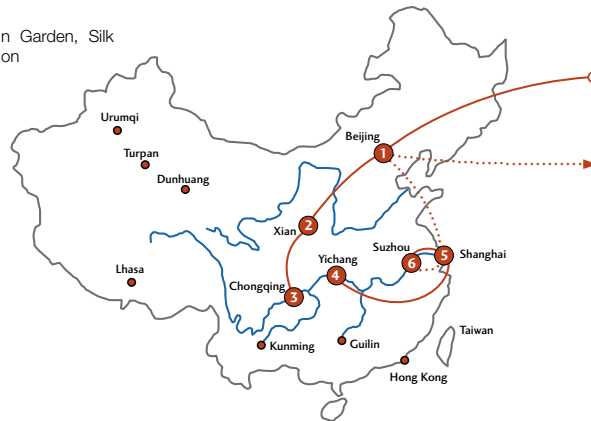 n Garden, Silk
on
Urumqi
Turpan
Dunhuang
Beijing
1
Xian
2
Suzhou
6
5
Shanghai
Yichang
4
Chongqing
3
Lhasa
Kunming
Guilin
Taiwan
Hong Kong